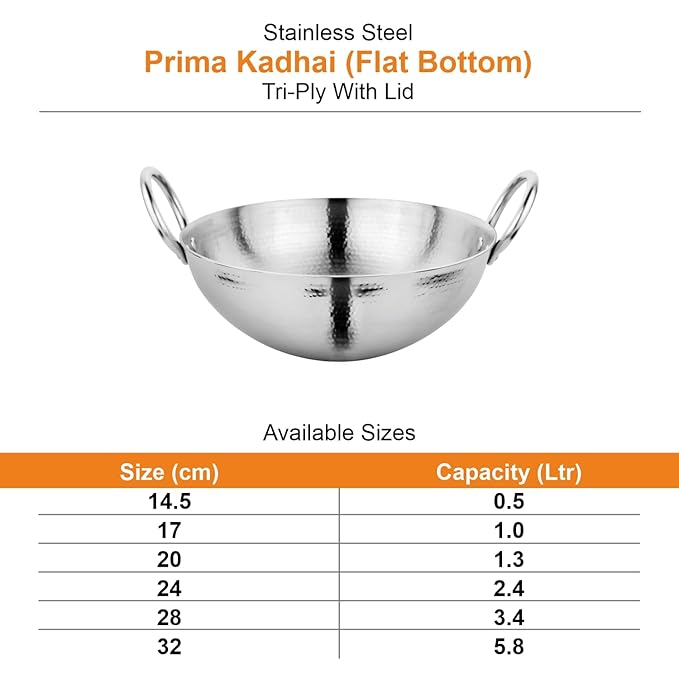 Stainless Steel
Prima Kadhai (Flat Bottom)
Tri-Ply With Lid
Available Sizes
Size (cm) Capacity (Ltr)
14.5 0.5
17 1.0
20 1.3
24 2.4
28 3.4
32 5.8